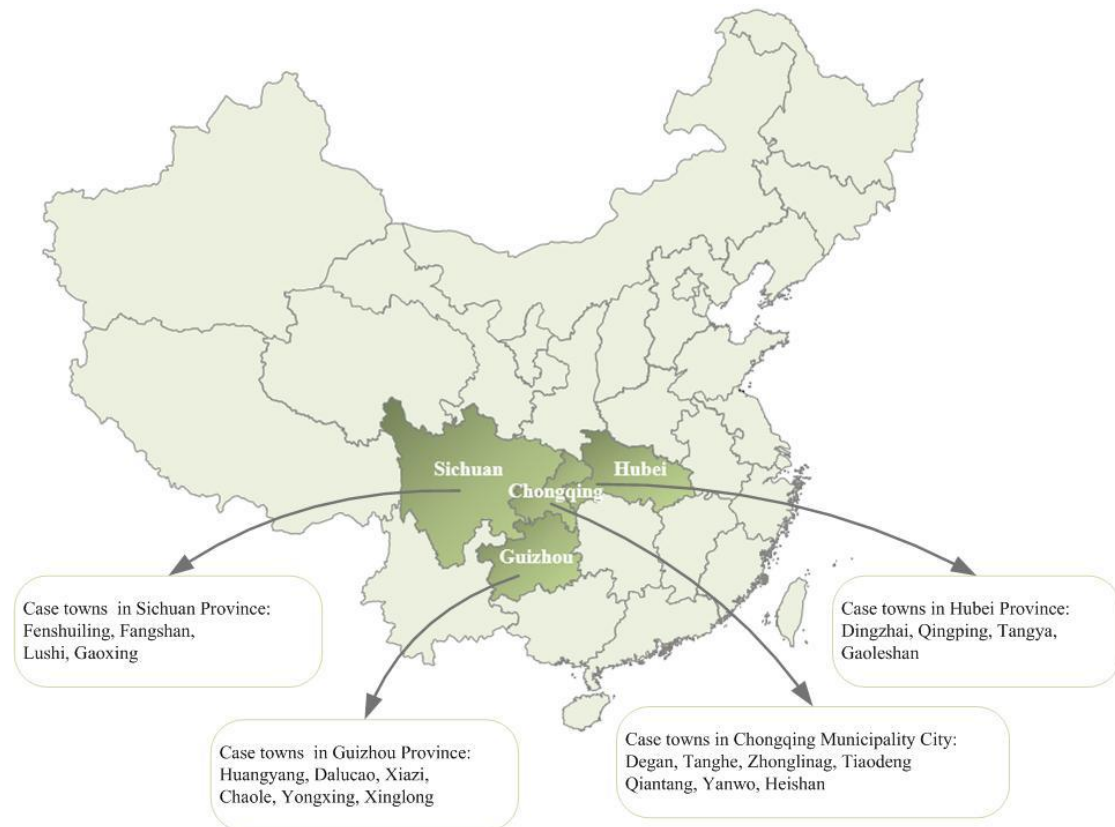 Sichuan
Hubei
Chongqing
Guizhou
Case towns in Sichuan Province:
Fenshuiling, Fangshan,
Lushi, Gaoxing
Case towns in Hubei Province:
Dingzhai, Qingping, Tangya,
Gaoleshan
Case towns in Guizhou Province:
Huangyang, Dalucao, Xiazi,
Chaole, Yongxing, Xinglong
Case towns in Chongqing Municipality City:
Degan, Tanghe, Zhonglinag, Tiaodeng
Qiantang, Yanwo, Heishan